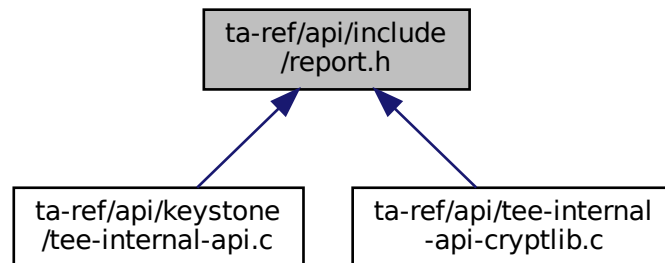 ta-ref/api/include
/report.h
ta-ref/api/keystone
/tee-internal-api.c
ta-ref/api/tee-internal
-api-cryptlib.c